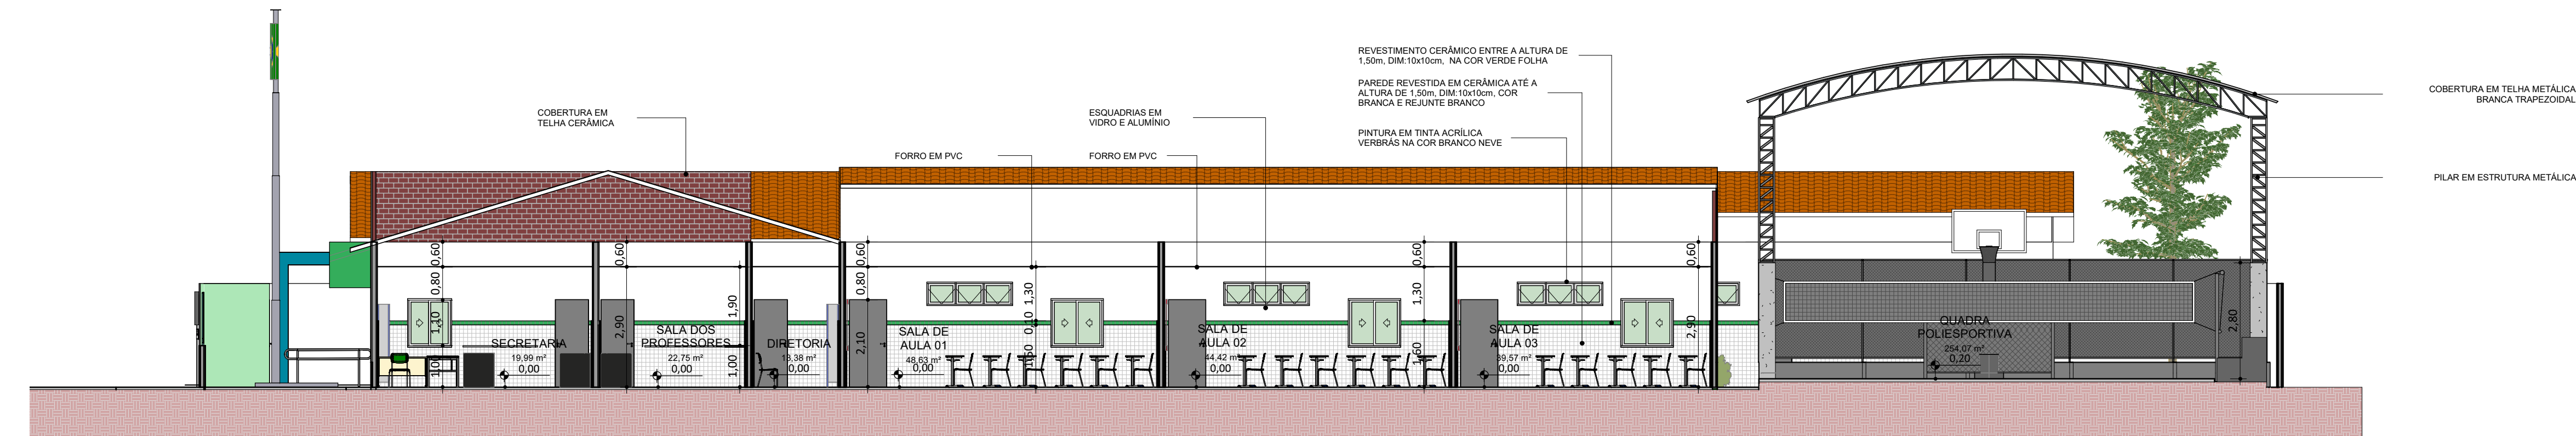 REVESTIMENTO CERÂMICO ENTRE A ALTURA DE
1,50m, DIM:10x10cm, NA COR VERDE FOLHA
PAREDE REVESTIDA EM CERÂMICA ATÉ A
ALTURA DE 1,50m, DIM:10x10cm, COR
BRANCA E REJUNTE BRANCO
PINTURA EM TINTA ACRÍLICA
VERBRÁS NA COR BRANCO NEVE
COBERTURA EM TELHA METÁLICA
BRANCA TRAPEZOIDAL
PILAR EM ESTRUTURA METÁLICA
COBERTURA EM
TELHA CERÂMICA
ESQUADRIAS EM
VIDRO E ALUMÍNIO
FORRO EM PVC
FORRO EM PVC
0,60
0,80
1,10
1,00
SECRETARIA
19,99 m²
0,00
0,60
2,90
SALA DOS
PROFESSORES
22,75 m²
0,00
1,90
1,00
DIRETORIA
0,00
0,60
0,80
2,10
SALA DE
AULA 01
48,63 m²
0,00
1,30
0,10
SALA DE
AULA 02
44,42 m²
0,00
0,60
1,30
1,60
SALA DE
AULA 03
39,57 m²
0,00
0,60
2,90
QUADRA
POLIESPORTIVA
254,07 m²
0,20
2,80